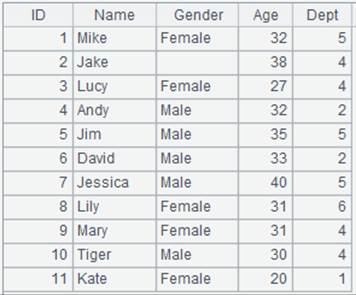 ID Name Gender Age Dept
1 Mike Female 32 5
2 Jake 38 4
3 Lucy Female 27 4
4 Andy Male 32 2
5 Jim Male 35 5
6 David Male 33 2
7 Jessica Male 40 5
8 Lily Female 31 6
9 Mary Female 31 4
10 Tiger Male 30 4
11 Kate Female 20 1